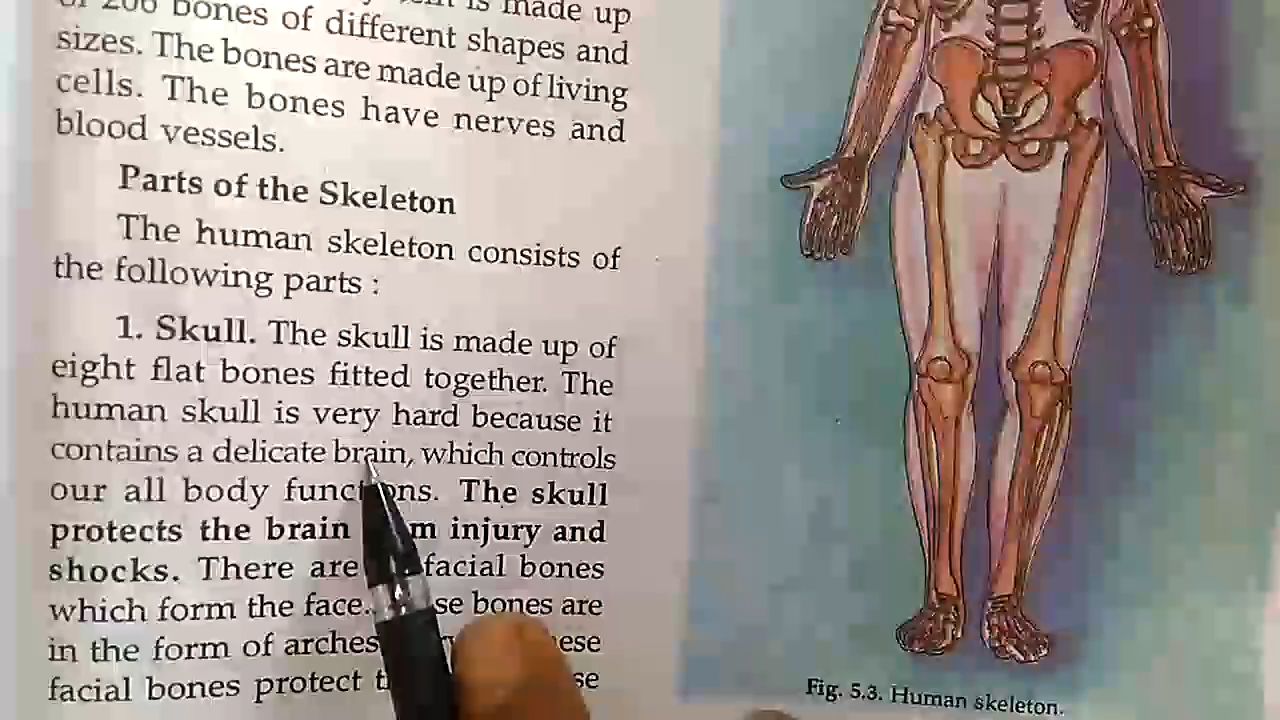 is made up
of 206 bones of different shapes and
sizes. The bones are made up of living
cells. The bones have nerves and
blood vessels.
Parts of the Skeleton
The human skeleton consists of
the following parts :
1. Skull. The skull is made up of
eight flat bones fitted together. The
human skull is very hard because it
contains a delicate brain, which controls
our all body functions. The skull
protects the brain injury and
shocks. There are facial bones
which form the face. bones are
in the form of arches
facial bones protect
Fig. 5.3. Human skeleton.